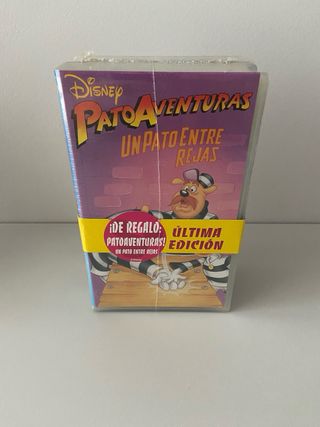 Disney
PATOAVENTURAS
UN PATO ENTRE
REJAS
¡DE REGALO:
PATOAVENTURAS!
UN PATO ENTRE REJAS
ÚLTIMA
EDICIÓN